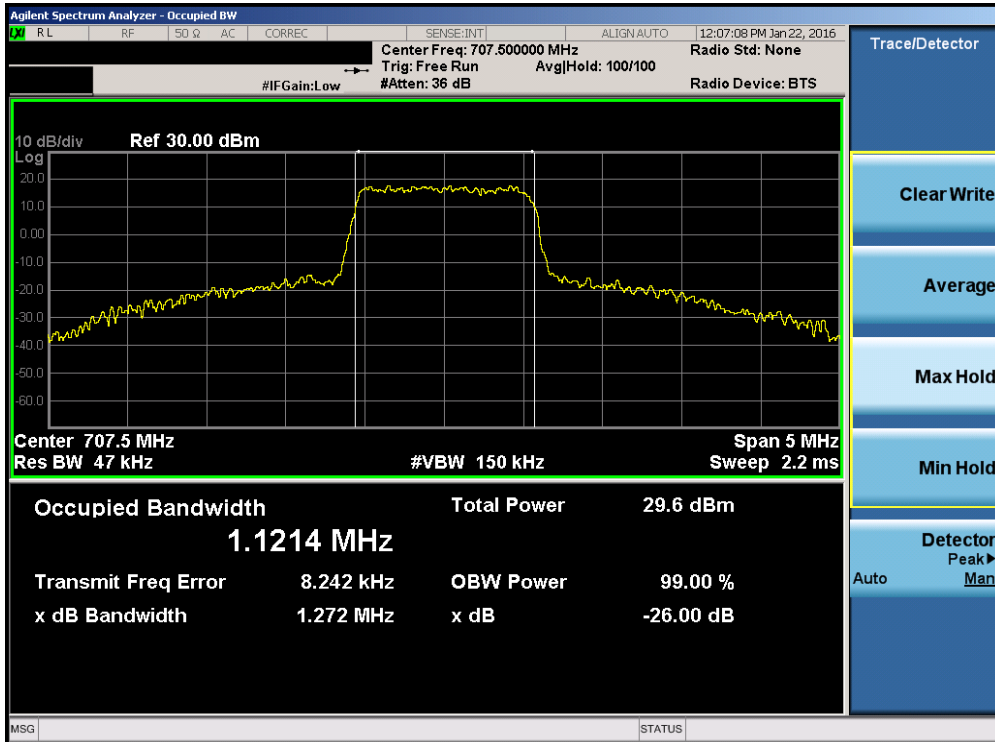 Agilent Spectrum Analyzer - Occupied BW
LXI RL RF 50 Ω AC CORREC SENSE:INT ALIGN AUTO 12:07:08 PM Jan 22, 2016
Center Freq: 707.500000 MHz Radio Std: None
Trig: Free Run Avg|Hold: 100/100
#IFGain:Low #Atten: 36 dB Radio Device: BTS
10 dB/div Ref 30.00 dBm
Log
20.0
10.0
0.00
-10.0
-20.0
-30.0
-40.0
-50.0
-60.0
Center 707.5 MHz Span 5 MHz
Res BW 47 kHz #VBW 150 kHz Sweep 2.2 ms
Occupied Bandwidth Total Power 29.6 dBm
1.1214 MHz
Transmit Freq Error 8.242 kHz OBW Power 99.00 %
x dB Bandwidth 1.272 MHz x dB -26.00 dB
MSG STATUS
Trace/Detector
Clear Write
Average
Max Hold
Min Hold
Detector
Peak▶
Auto Man